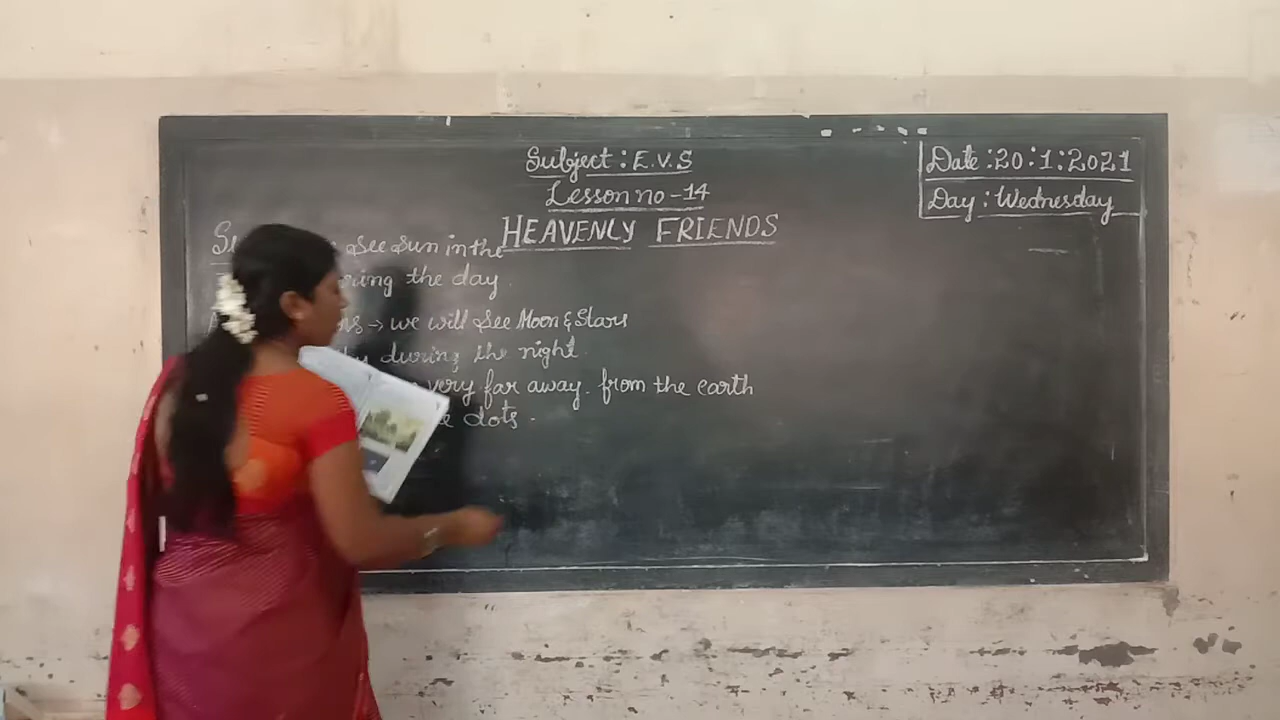 Subject : E.V.S
Lesson no - 14
HEAVENLY FRIENDS
Date : 20 : 1 : 2021
Day : Wednesday
See Sun in the
the day
→ we will See Moon & Stars
during the night
very far away . from the earth
dots .